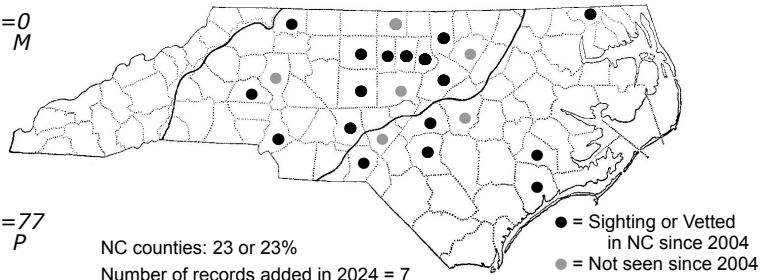 =0
M
=77
P
NC counties: 23 or 23%
Number of records added in 2024 = 7
= Sighting or Vetted
in NC since 2004
= Not seen since 2004